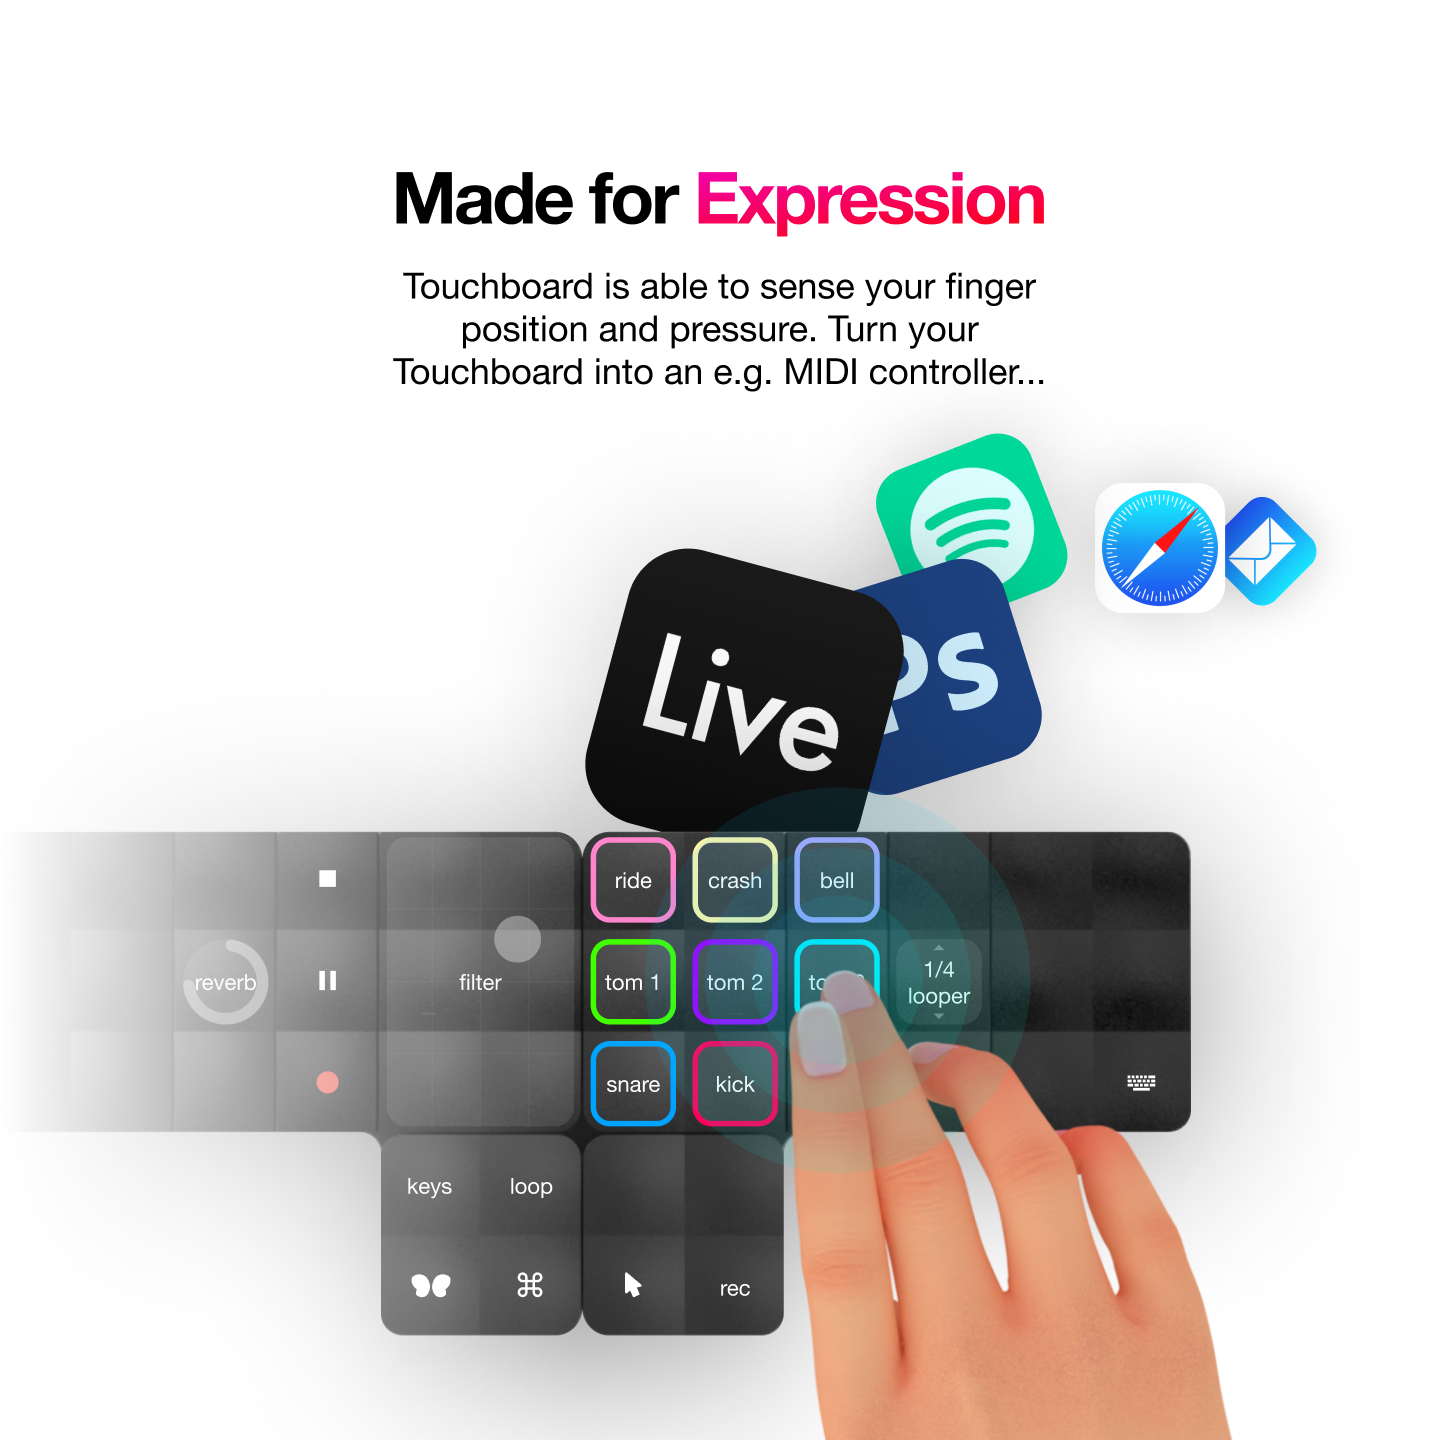 Made for Expression
Touchboard is able to sense your finger
position and pressure. Turn your
Touchboard into an e.g. MIDI controller...
Live
Ps
ride
crash
bell
reverb
filter
tom 1
tom 2
1/4
looper
snare
kick
keys
loop
rec